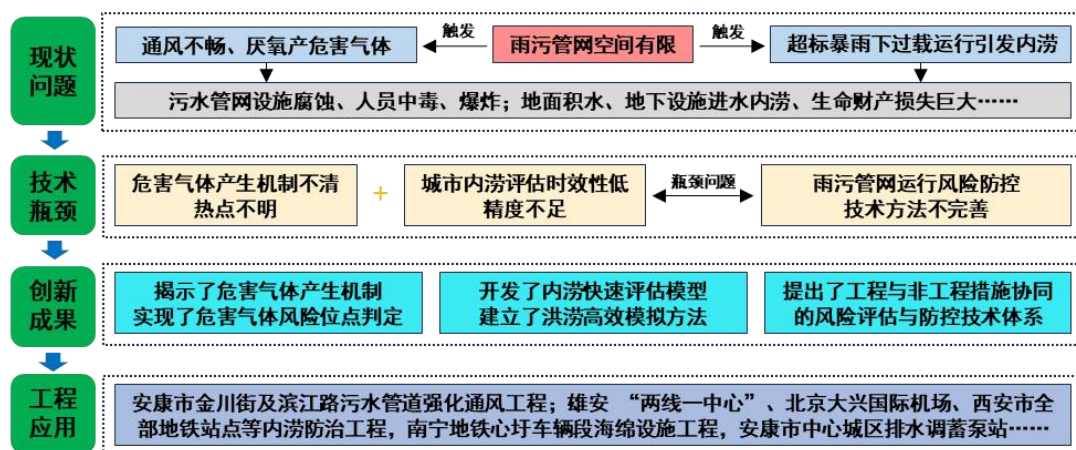 现状
问题
通风不畅、厌氧产危害气体
触发
雨污管网空间有限
触发
超标暴雨下过载运行引发内涝
污水管网设施腐蚀、人员中毒、爆炸；地面积水、地下设施进水内涝、生命财产损失巨大……
技术
瓶颈
危害气体产生机制不清
热点不明
+
城市内涝评估时效性低
精度不足
瓶颈问题
雨污管网运行风险防控
技术方法不完善
创新
成果
揭示了危害气体产生机制
实现了危害气体风险位点判定
开发了内涝快速评估模型
建立了洪涝高效模拟方法
提出了工程与非工程措施协同
的风险评估与防控技术体系
工程
应用
安康市金川街及滨江路污水管道强化通风工程；雄安 “两线一中心”、北京大兴国际机场、西安市全
部地铁站点等内涝防治工程，南宁地铁心圩车辆段海绵设施工程，安康市中心城区排水调蓄泵站……